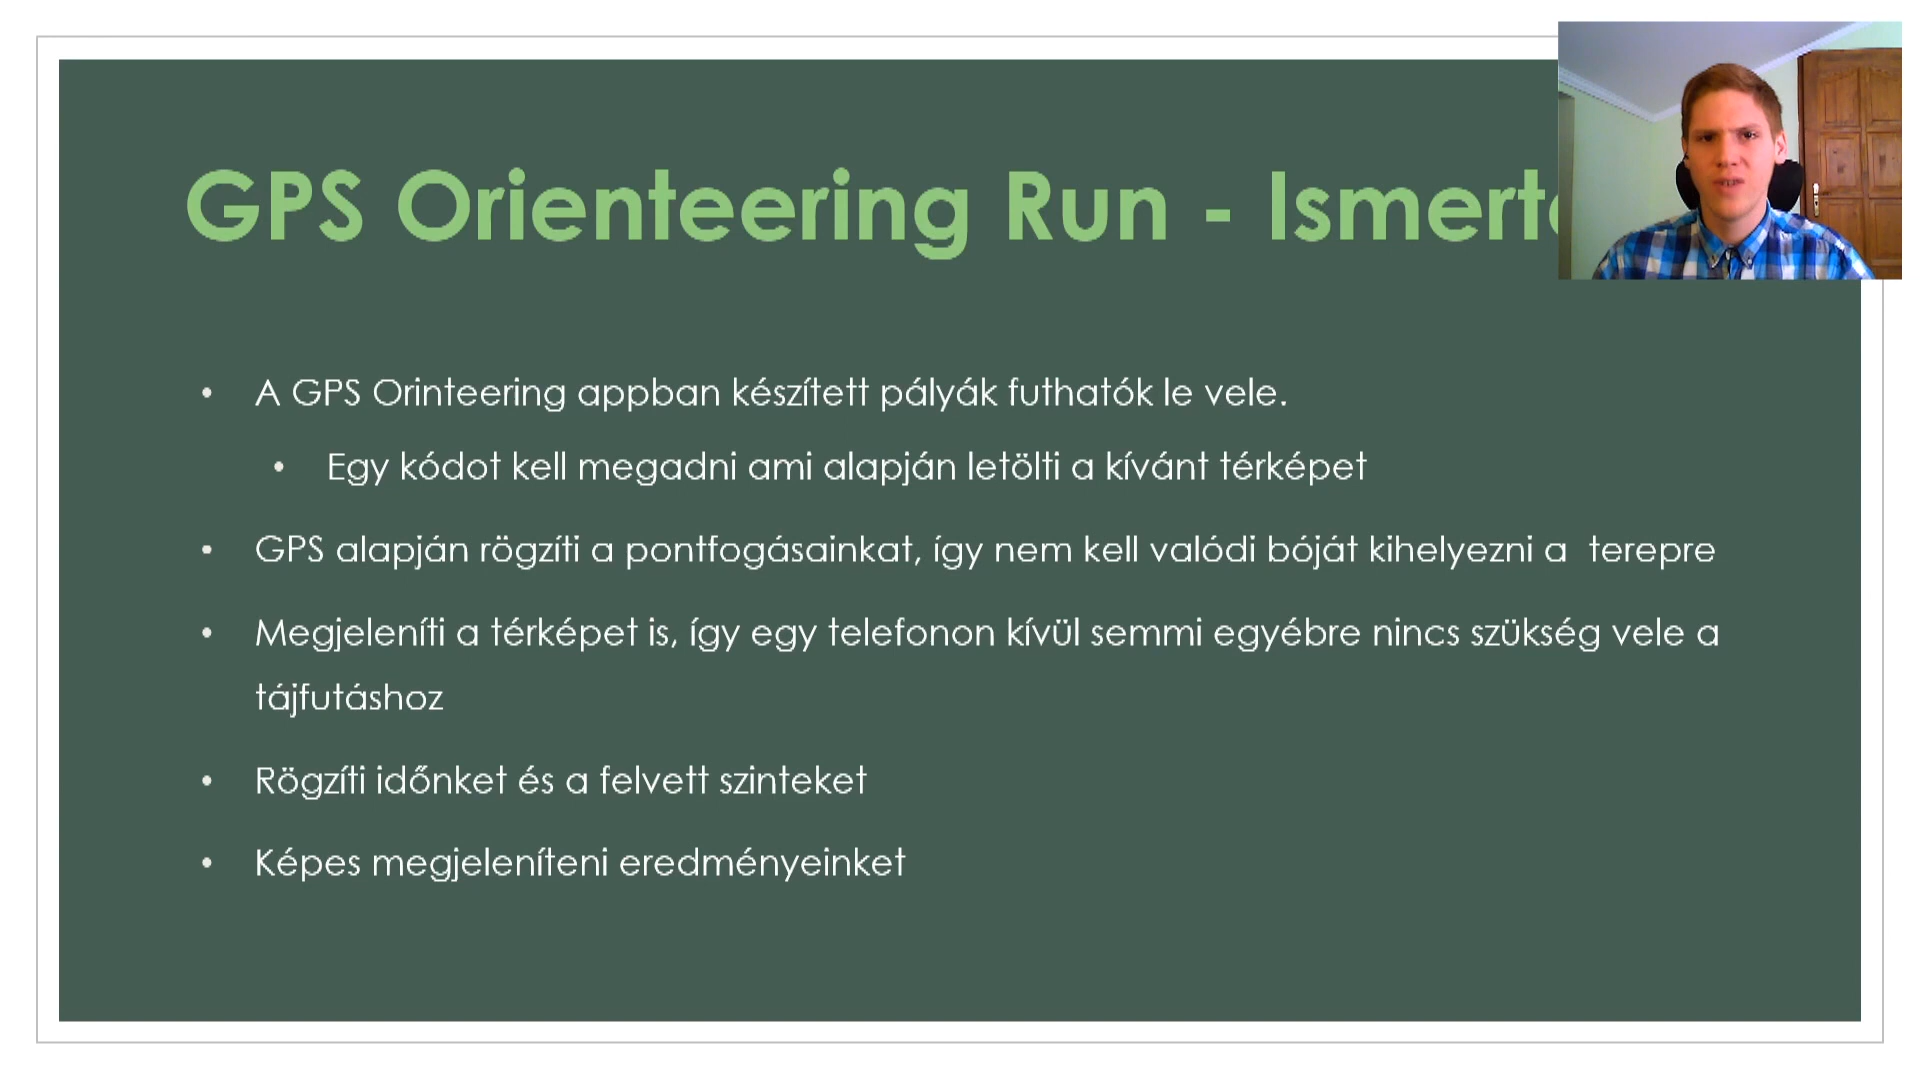 GPS Orienteering Run - Ismert
• A GPS Orinteering appban készített pályák futhatók le vele.
• Egy kódot kell megadni ami alapján letölti a kívánt térképet
• GPS alapján rögzíti a pontfogásainkat, így nem kell valódi bóját kihelyezni a  terepre
• Megjeleníti a térképet is, így egy telefonon kívül semmi egyébre nincs szükség vele a
tájfutáshoz
• Rögzíti időnket és a felvett szinteket
• Képes megjeleníteni eredményeinket